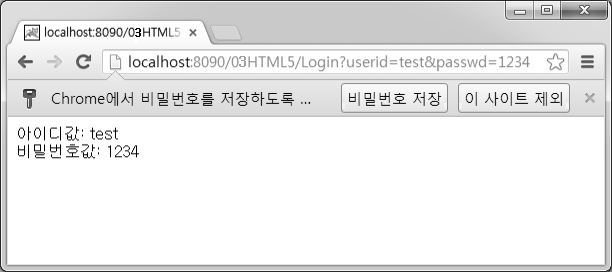 localhost:8090/03HTML5
localhost:8090/03HTML5/Login?userid=test&passwd=1234
Chrome에서 비밀번호를 저장하도록 ... 비밀번호 저장 이 사이트 제외
아이디값: test
비밀번호값: 1234